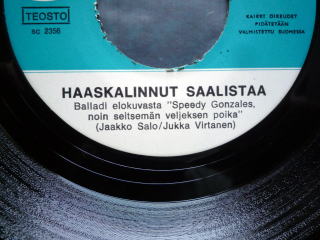 TEOSTO
SC 2356
KAIKKI OIKEUDET
PIDÄTETÄÄN
VALMISTETTU SUOMESSA
HAASKALINNUT SAALISTAA
Balladi elokuvasta "Speedy Gonzales,
noin seitsemän veljeksen poika"
(Jaakko Salo/Jukka Virtanen)